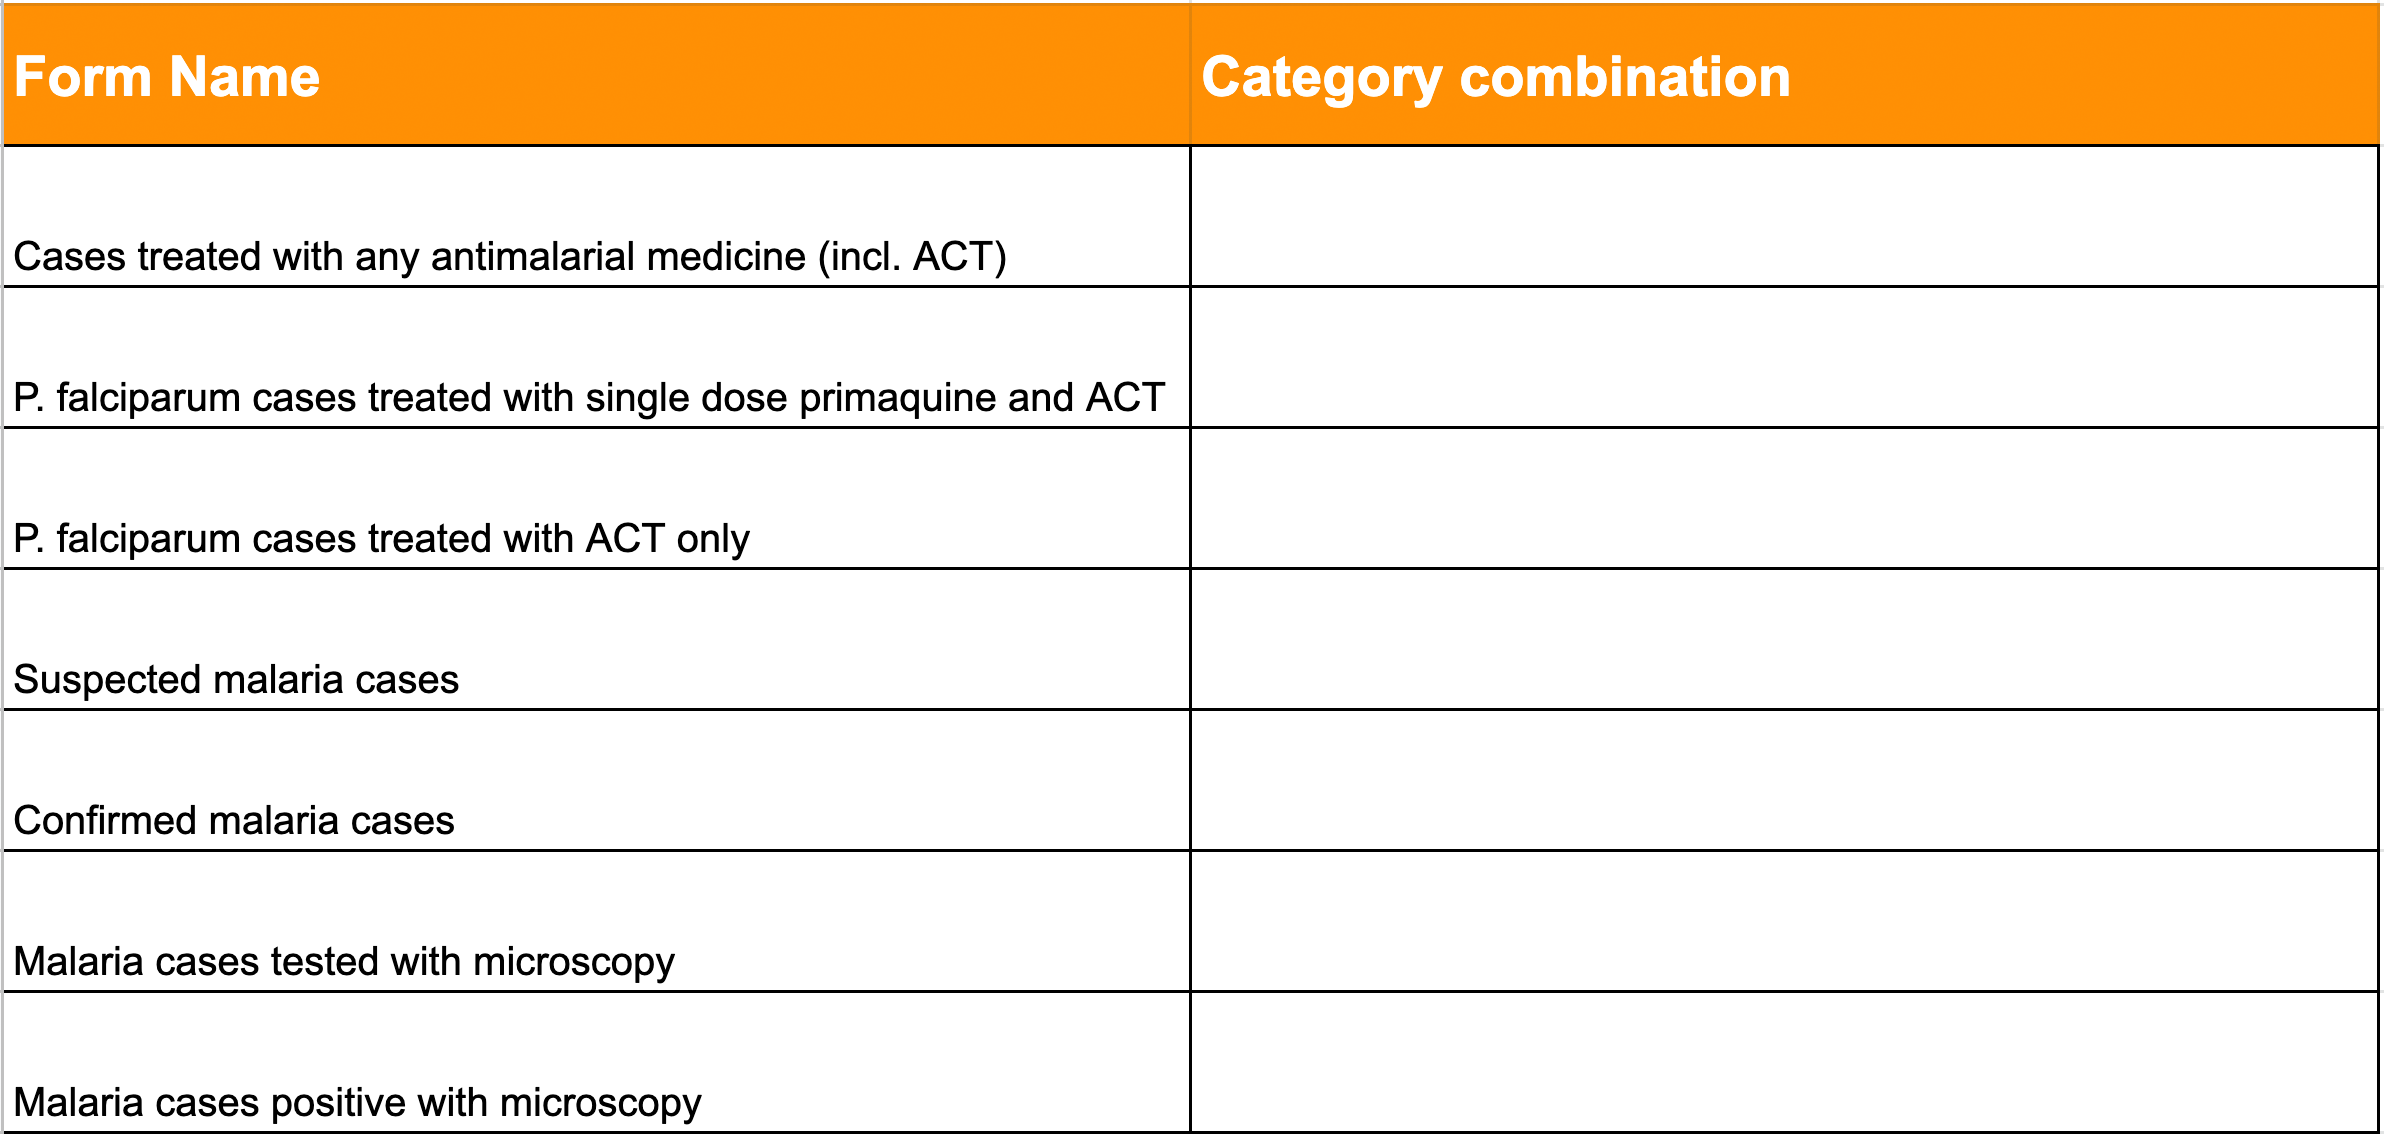 Form Name
Category combination
Cases treated with any antimalarial medicine (incl. ACT)
P. falciparum cases treated with single dose primaquine and ACT
P. falciparum cases treated with ACT only
Suspected malaria cases
Confirmed malaria cases
Malaria cases tested with microscopy
Malaria cases positive with microscopy